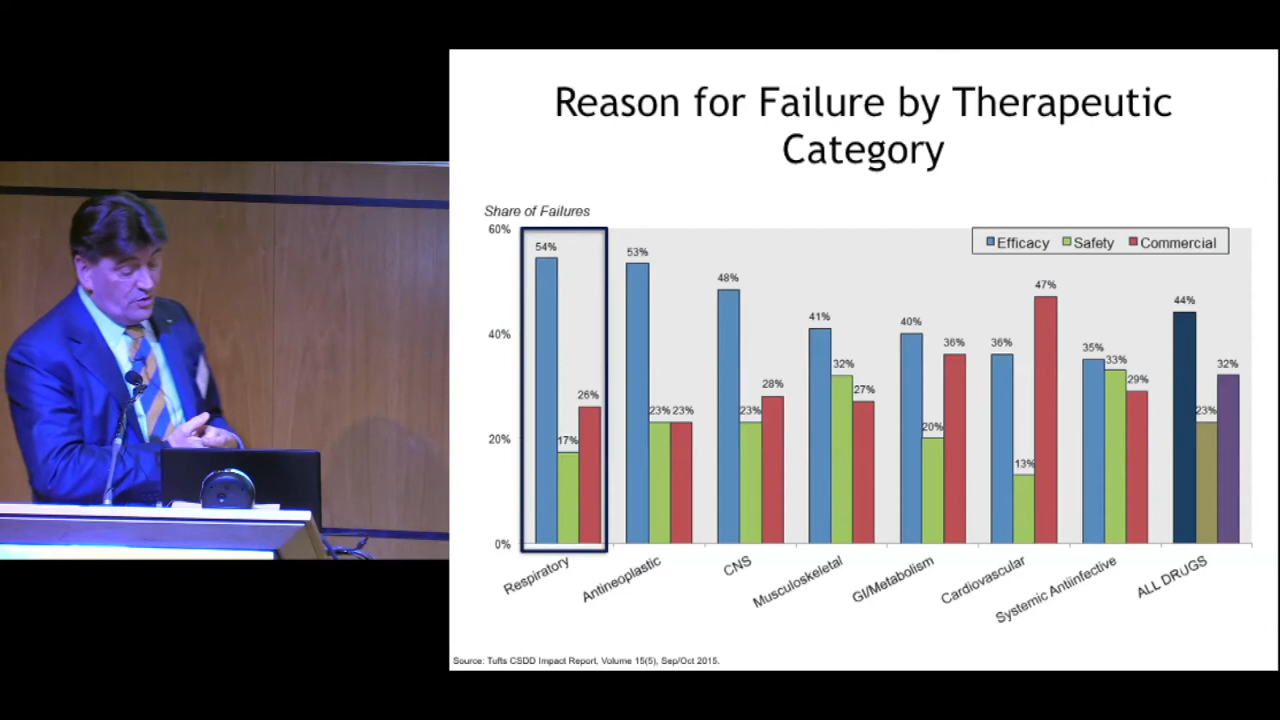 Reason for Failure by Therapeutic
Category
Share of Failures
60%
40%
20%
0%
Efficacy Safety Commercial
54% 17% 26%
53% 23% 23%
48% 23% 28%
41% 32% 27%
40% 20% 36%
36% 13% 47%
35% 33% 29%
44% 23% 32%
Respiratory
Antineoplastic
CNS
Musculoskeletal
GI/Metabolism
Cardiovascular
Systemic Antiinfective
ALL DRUGS
Source: Tufts CSDD Impact Report, Volume 15(5), Sep/Oct 2015.